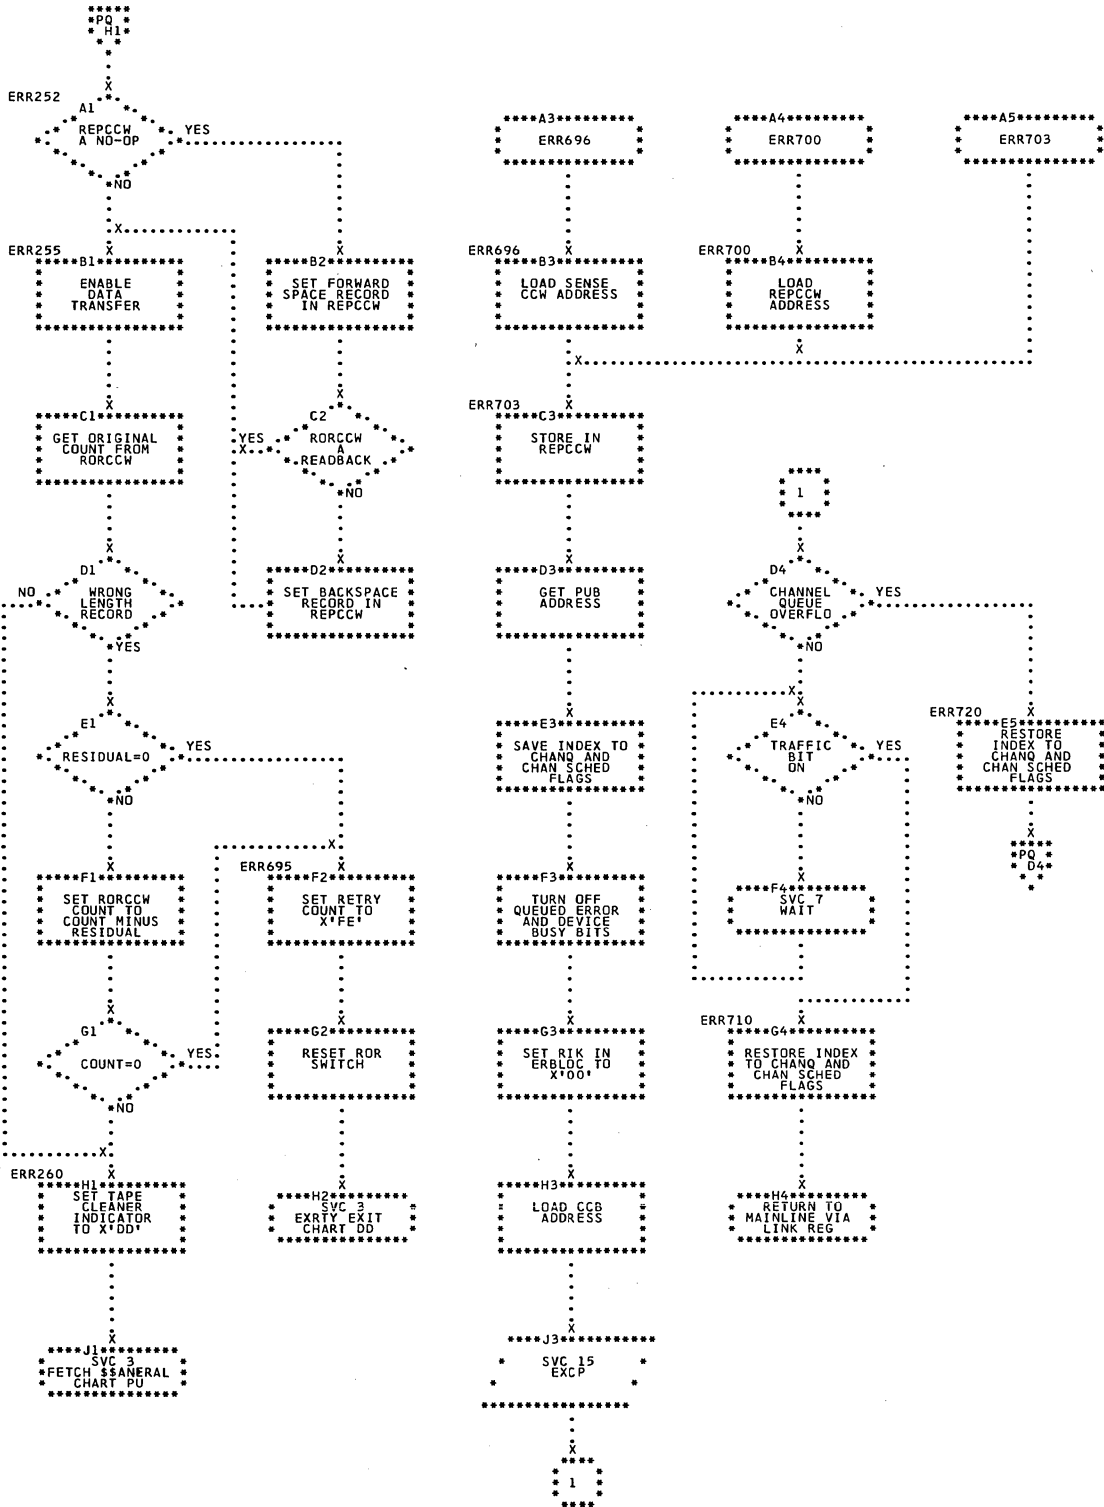 PQ
H1
ERR252
A1
REPCCW
A NO-OP
YES
NO
ERR255
B1
ENABLE
DATA
TRANSFER
C1
GET ORIGINAL
COUNT FROM
RORCCW
D1
WRONG
LENGTH
RECORD
NO
YES
E1
RESIDUAL=0
YES
NO
F1
SET RORCCW
COUNT TO
COUNT MINUS
RESIDUAL
G1
COUNT=0
YES
NO
ERR260
H1
SET TAPE
CLEANER
INDICATOR
TO X'DD'
J1
SVC 3
FETCH $$ANERAL
CHART PU
B2
SET FORWARD
SPACE RECORD
IN REPCCW
C2
RORCCW
A
READBACK
YES
NO
D2
SET BACKSPACE
RECORD IN
REPCCW
ERR695
F2
SET RETRY
COUNT TO
X'FE'
G2
RESET ROR
SWITCH
H2
SVC 3
EXRTY EXIT
CHART DD
A3
ERR696
ERR696
B3
LOAD SENSE
CCW ADDRESS
ERR703
C3
STORE IN
REPCCW
D3
GET PUB
ADDRESS
E3
SAVE INDEX TO
CHANQ AND
CHAN SCHED
FLAGS
F3
TURN OFF
QUEUED ERROR
AND DEVICE
BUSY BITS
G3
SET RIK IN
ERBLOC TO
X'00'
H3
LOAD CCB
ADDRESS
J3
SVC 15
EXCP
1
A4
ERR700
ERR700
B4
LOAD
REPCCW
ADDRESS
1
D4
CHANNEL
QUEUE
OVERFLO
YES
NO
E4
TRAFFIC
BIT
ON
YES
NO
F4
SVC 7
WAIT
ERR710
G4
RESTORE INDEX
TO CHANQ AND
CHAN SCHED
FLAGS
H4
RETURN TO
MAINLINE VIA
LINK REG
A5
ERR703
ERR720
E5
RESTORE
INDEX TO
CHANQ AND
CHAN SCHED
FLAGS
PQ
D4